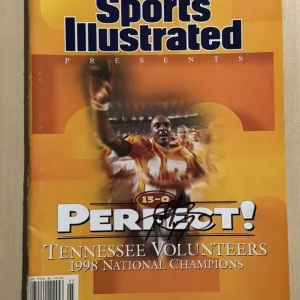 Sports
Illustrated
PRESENTS
13-0
PERFECT!
TENNESSEE VOLUNTEERS
1998 NATIONAL CHAMPIONS